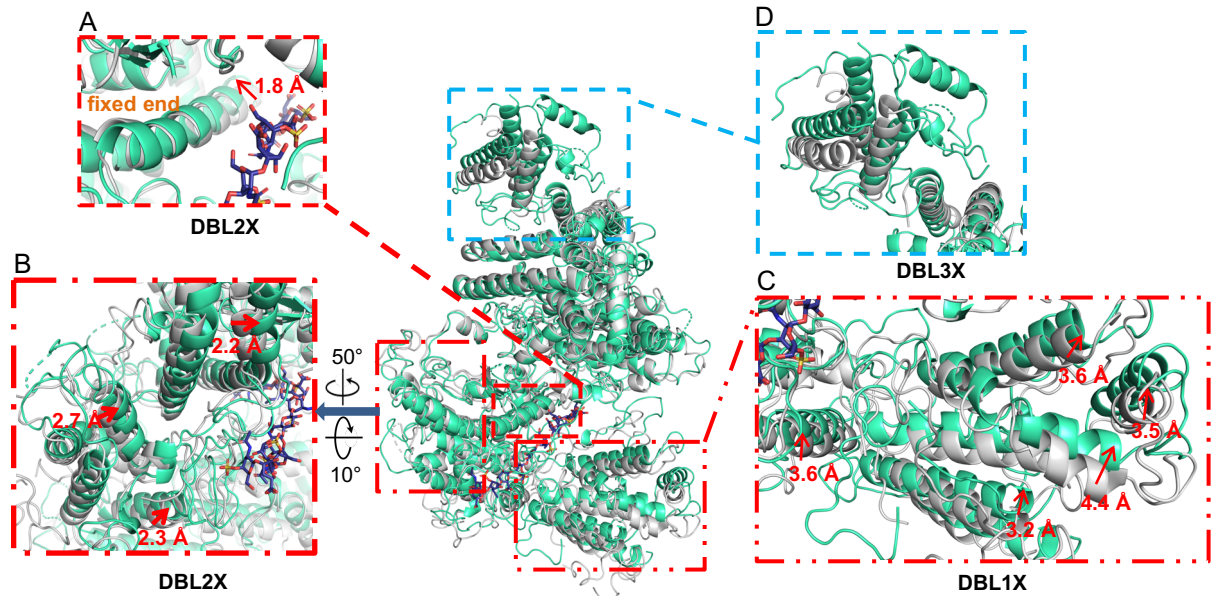 A
fixed end
1.8 Å
DBL2X
B
2.2 Å
2.7 Å
2.3 Å
DBL2X
50°
10°
D
DBL3X
C
3.6 Å
3.5 Å
3.6 Å
4.4 Å
3.2 Å
DBL1X